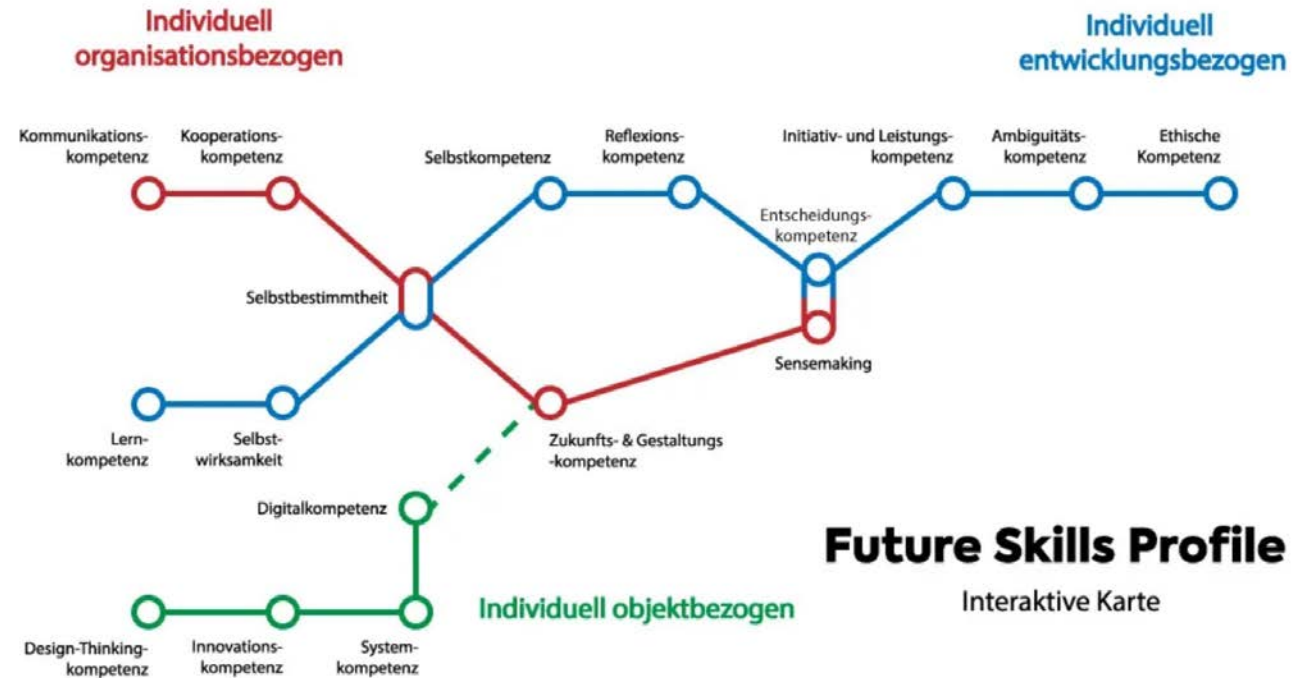 Individuell
organisationsbezogen
Individuell
entwicklungsbezogen
Kommunikations-
kompetenz
Kooperations-
kompetenz
Selbstkompetenz
Reflexions-
kompetenz
Initiativ- und Leistungs-
kompetenz
Ambiguitäts-
kompetenz
Ethische
Kompetenz
Entscheidungs-
kompetenz
Selbstbestimmtheit
Sensemaking
Lern-
kompetenz
Selbst-
wirksamkeit
Zukunfts- & Gestaltungs
-kompetenz
Digitalkompetenz
Future Skills Profile
Interaktive Karte
Individuell objektbezogen
Design-Thinking-
kompetenz
Innovations-
kompetenz
System-
kompetenz